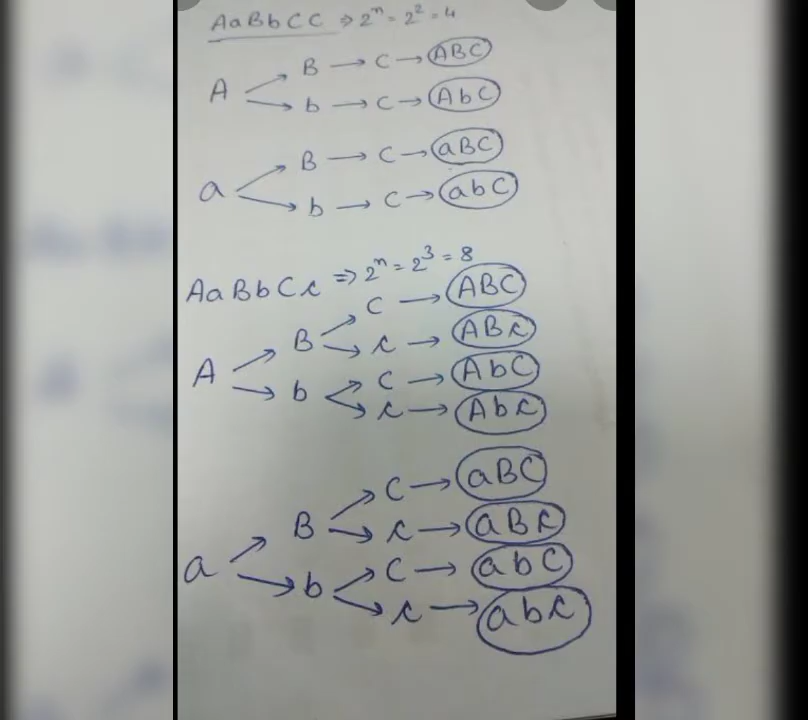 AaBbCC ⇒ 2ⁿ = 2² = 4
B → C → ABC
A
b → C → AbC
B → C → aBC
a
b → C → abC
AaBbCc ⇒ 2ⁿ = 2³ = 8
C → ABC
B
c → ABc
A
C → AbC
b
c → Abc
C → aBC
B
c → aBc
a
C → abC
b
c → abc